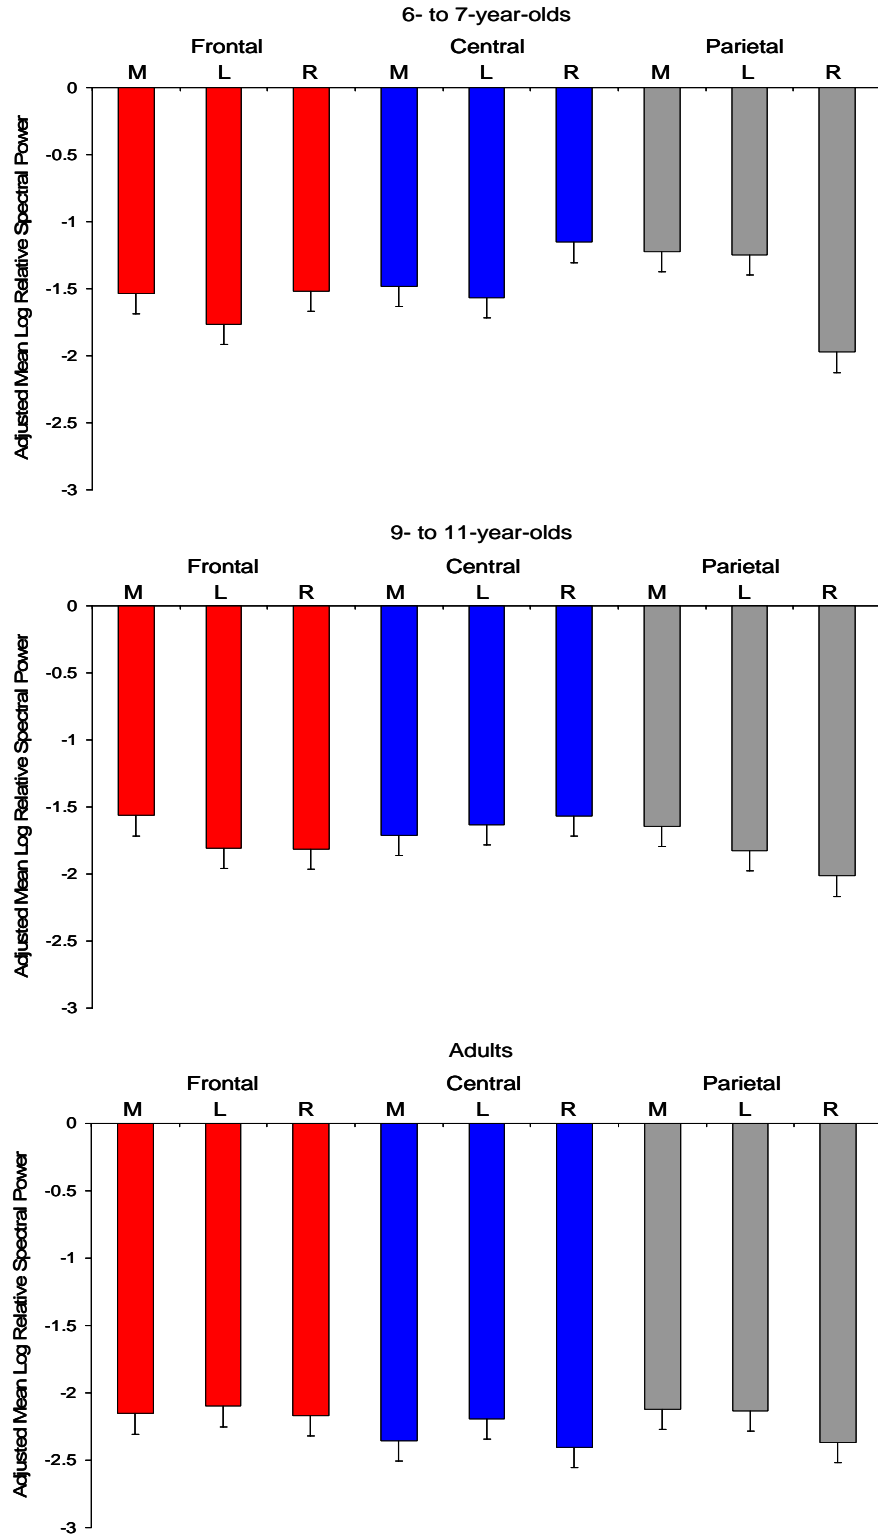 6- to 7-year-olds
Frontal Central Parietal
M L R M L R M L R
0
-0.5
-1
-1.5
-2
-2.5
-3
Adjusted Mean Log Relative Spectral Power
9- to 11-year-olds
Frontal Central Parietal
M L R M L R M L R
0
-0.5
-1
-1.5
-2
-2.5
-3
Adjusted Mean Log Relative Spectral Power
Adults
Frontal Central Parietal
M L R M L R M L R
0
-0.5
-1
-1.5
-2
-2.5
-3
Adjusted Mean Log Relative Spectral Power